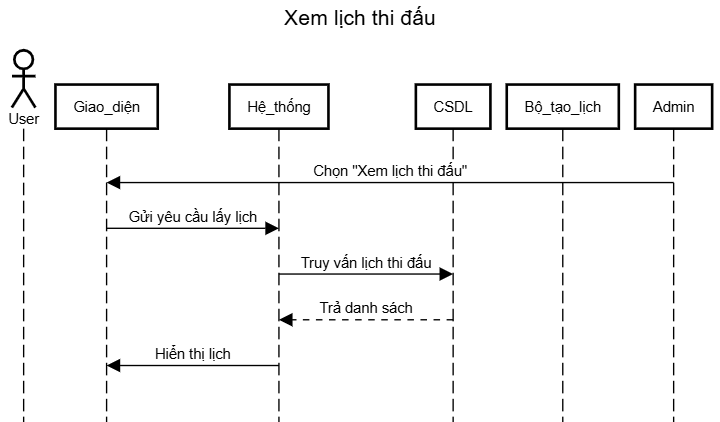 Xem lịch thi đấu
User
Giao_diện
Hệ_thống
CSDL
Bộ_tạo_lịch
Admin
Chọn "Xem lịch thi đấu"
Gửi yêu cầu lấy lịch
Truy vấn lịch thi đấu
Trả danh sách
Hiển thị lịch